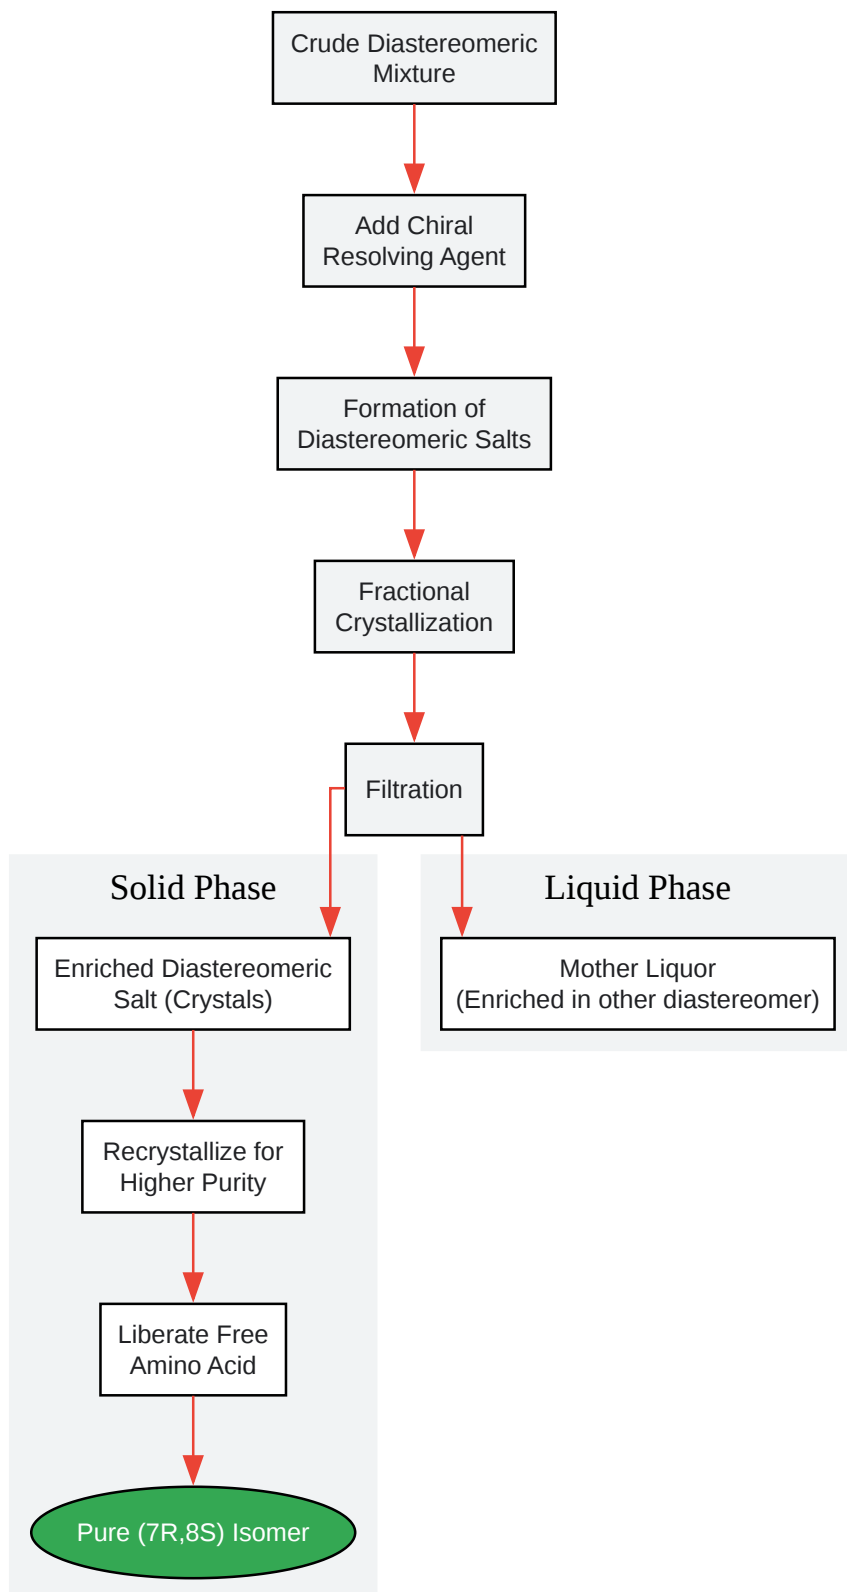 Crude Diastereomeric
Mixture
Add Chiral
Resolving Agent
Formation of
Diastereomeric Salts
Fractional
Crystallization
Filtration
Solid Phase
Enriched Diastereomeric
Salt (Crystals)
Recrystallize for
Higher Purity
Liberate Free
Amino Acid
Pure (7R,8S) Isomer
Liquid Phase
Mother Liquor
(Enriched in other diastereomer)